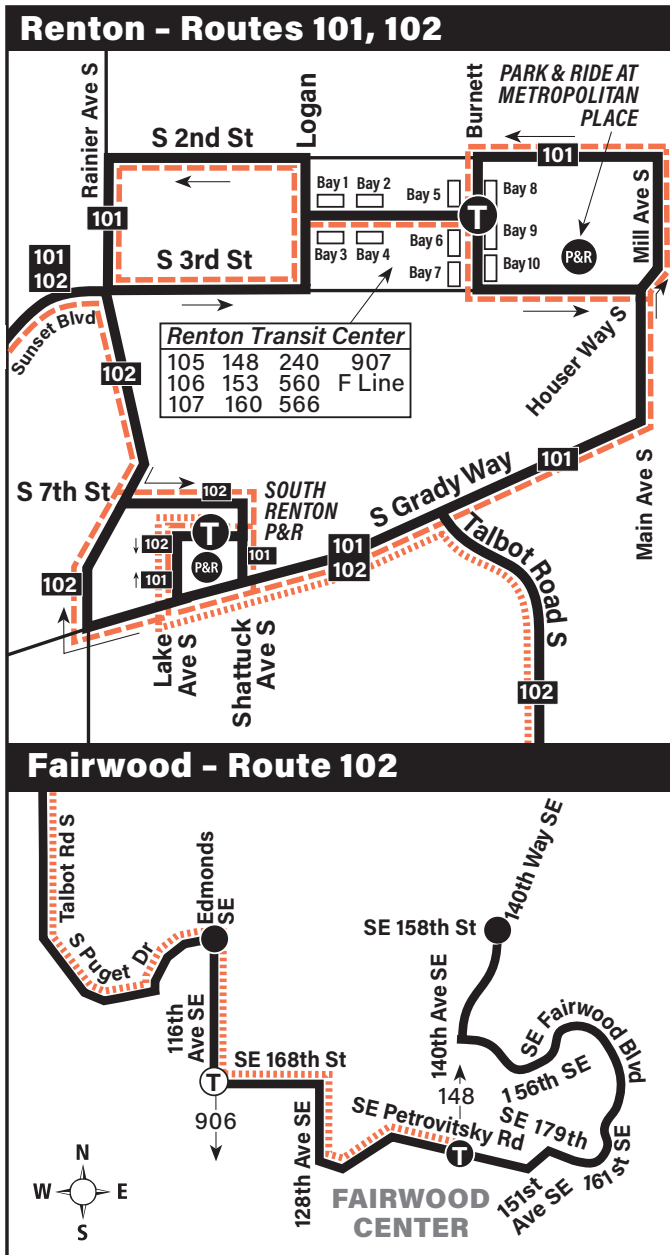 Renton – Routes 101, 102
Rainier Ave S
S 2nd St
Logan
Burnett
PARK & RIDE AT
METROPOLITAN
PLACE
101
Mill Ave S
Bay 1
Bay 2
Bay 5
Bay 8
T
101
Bay 3
Bay 4
Bay 6
Bay 7
Bay 9
Bay 10
P&R
S 3rd St
101
102
Sunset Blvd
Renton Transit Center
105 148 240 907
106 153 560 F Line
107 160 566
Houser Way S
102
S 7th St
102
SOUTH
RENTON
P&R
S Grady Way
101
Main Ave S
T
102
P&R
101
101
101
102
102
Talbot Road S
Lake
Ave S
Shattuck
Ave S
102
Fairwood – Route 102
Talbot Rd S
S Puget Dr
Edmonds
SE
140th Way SE
SE 158th St
116th
Ave SE
140th Ave SE
SE Fairwood Blvd
156th SE
T
SE 168th St
906
148
SE Petrovitsky Rd
SE 179th
161st SE
128th Ave SE
T
151st
Ave SE
FAIRWOOD
CENTER
N
W
E
S